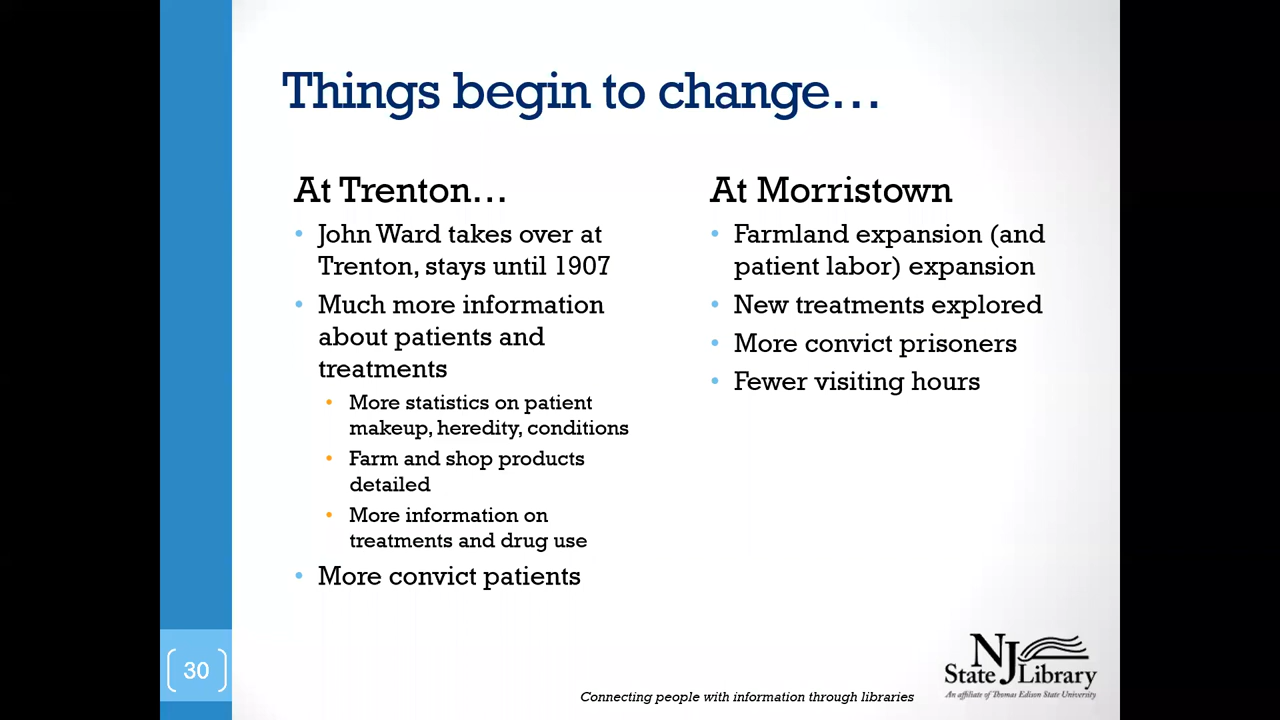 Things begin to change…
At Trenton…
John Ward takes over at
Trenton, stays until 1907
Much more information
about patients and
treatments
More statistics on patient
makeup, heredity, conditions
Farm and shop products
detailed
More information on
treatments and drug use
More convict patients
At Morristown
Farmland expansion (and
patient labor) expansion
New treatments explored
More convict prisoners
Fewer visiting hours
30
Connecting people with information through libraries
NJ
State Library
An affiliate of Thomas Edison State University